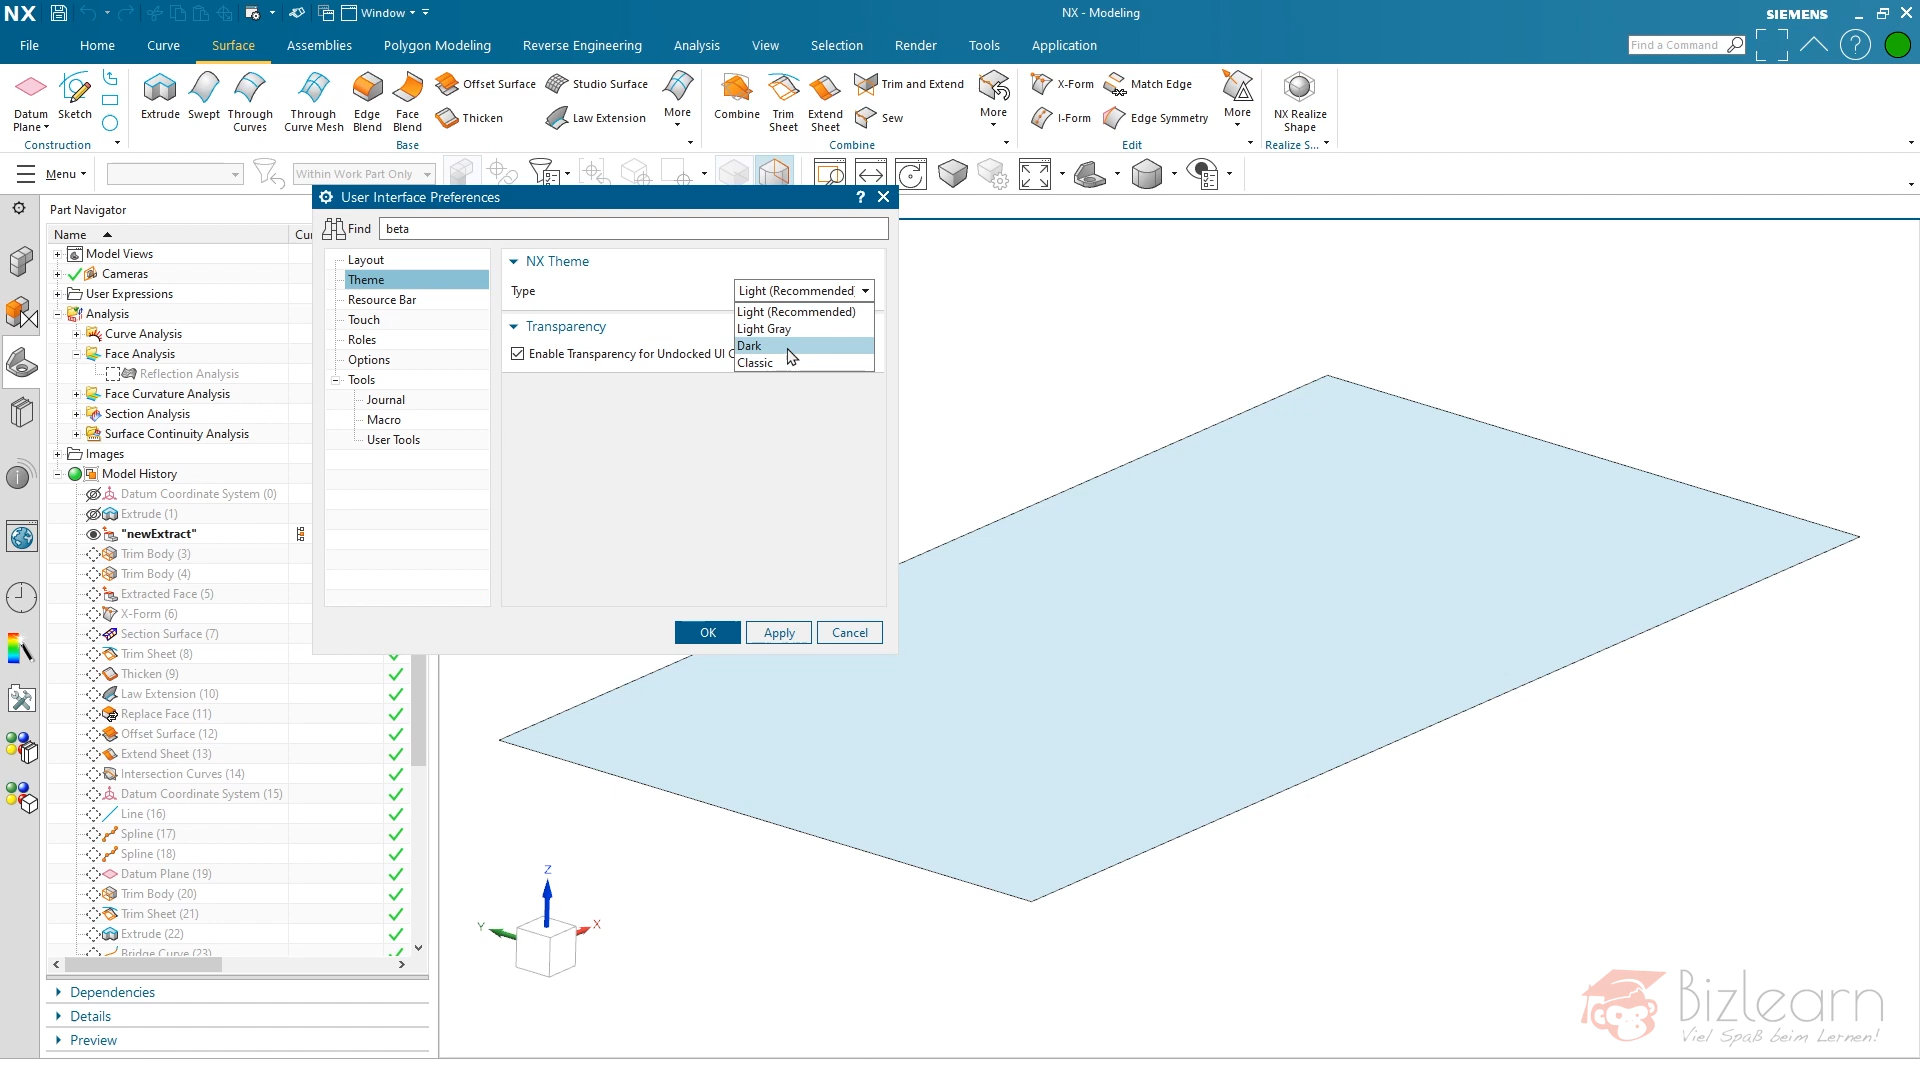 NX
Window
NX - Modeling
SIEMENS
File Home Curve Surface Assemblies Polygon Modeling Reverse Engineering Analysis View Selection Render Tools Application
Find a Command
?
Datum Plane
Sketch
Extrude
Swept
Through Curves
Through Curve Mesh
Edge Blend
Face Blend
Offset Surface
Thicken
Studio Surface
Law Extension
More
Combine
Trim Sheet
Extend Sheet
Trim and Extend
Sew
More
X-Form
I-Form
Match Edge
Edge Symmetry
More
NX Realize Shape
Construction
Base
Combine
Edit
Realize S...
Menu
Within Work Part Only
Part Navigator
Name
Cu
Model Views
Cameras
User Expressions
Analysis
Curve Analysis
Face Analysis
Reflection Analysis
Face Curvature Analysis
Section Analysis
Surface Continuity Analysis
Images
Model History
Datum Coordinate System (0)
Extrude (1)
"newExtract"
Trim Body (3)
Trim Body (4)
Extracted Face (5)
X-Form (6)
Section Surface (7)
Trim Sheet (8)
Thicken (9)
Law Extension (10)
Replace Face (11)
Offset Surface (12)
Extend Sheet (13)
Intersection Curves (14)
Datum Coordinate System (15)
Line (16)
Spline (17)
Spline (18)
Datum Plane (19)
Trim Body (20)
Trim Sheet (21)
Extrude (22)
Bridge Curve (23)
Dependencies
Details
Preview
User Interface Preferences
?
Find
beta
Layout
Theme
Resource Bar
Touch
Roles
Options
Tools
Journal
Macro
User Tools
NX Theme
Type
Light (Recommended
Light (Recommended)
Light Gray
Dark
Classic
Transparency
Enable Transparency for Undocked UI
OK
Apply
Cancel
Z
Y
X
Bizlearn
Viel Spaß beim Lernen!